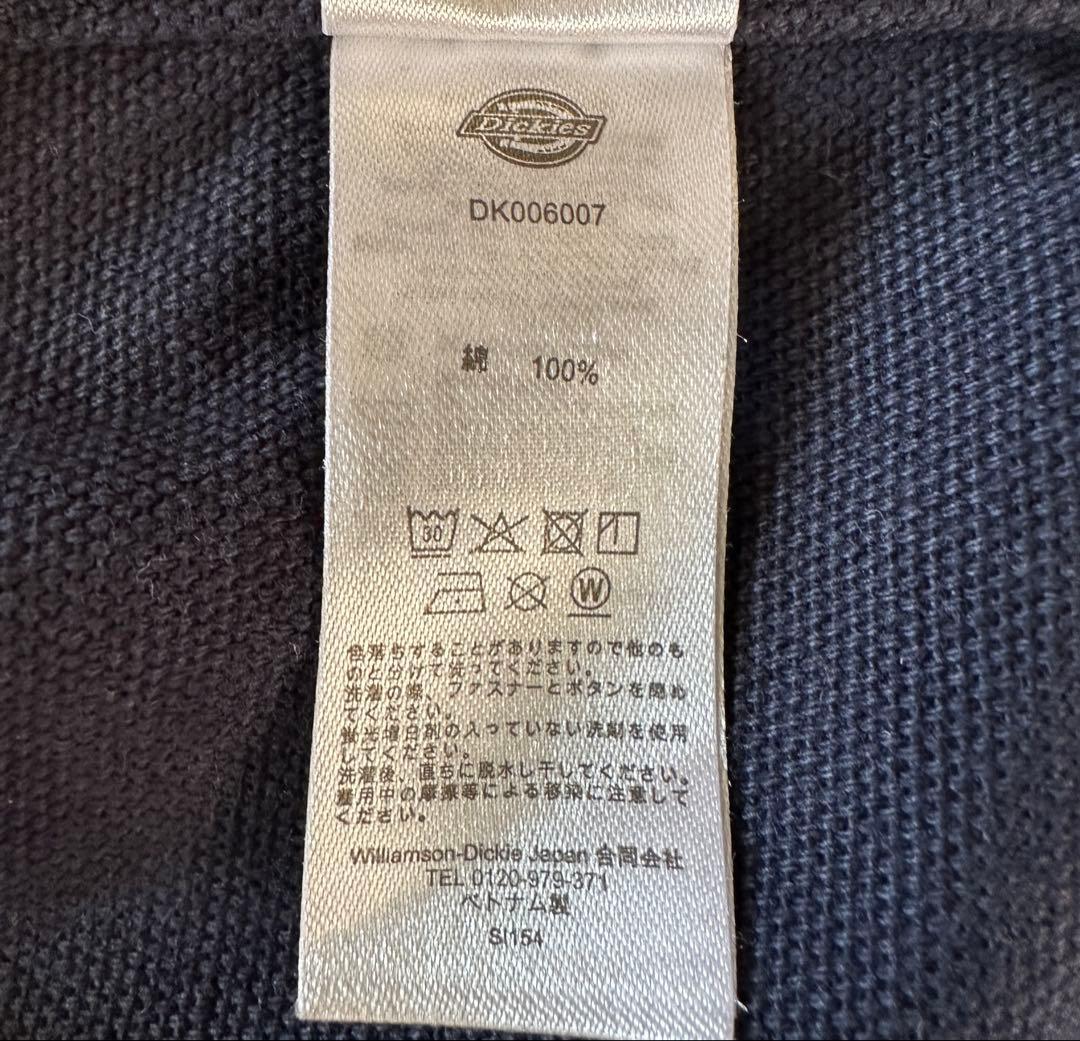 Dickies
DK006007
綿 100%
30
W
色落ちすることがありますので他のも
のと分けて洗ってください。
洗濯の際、ファスナーとボタンを閉め
てください。
蛍光増白剤の入っていない洗剤を使用
してください。
洗濯後、直ちに脱水し干してください。
着用中の摩擦等による移染に注意して
ください。
Williamson-Dickie Japan 合同会社
TEL 0120-979-371
ベトナム製
SI154